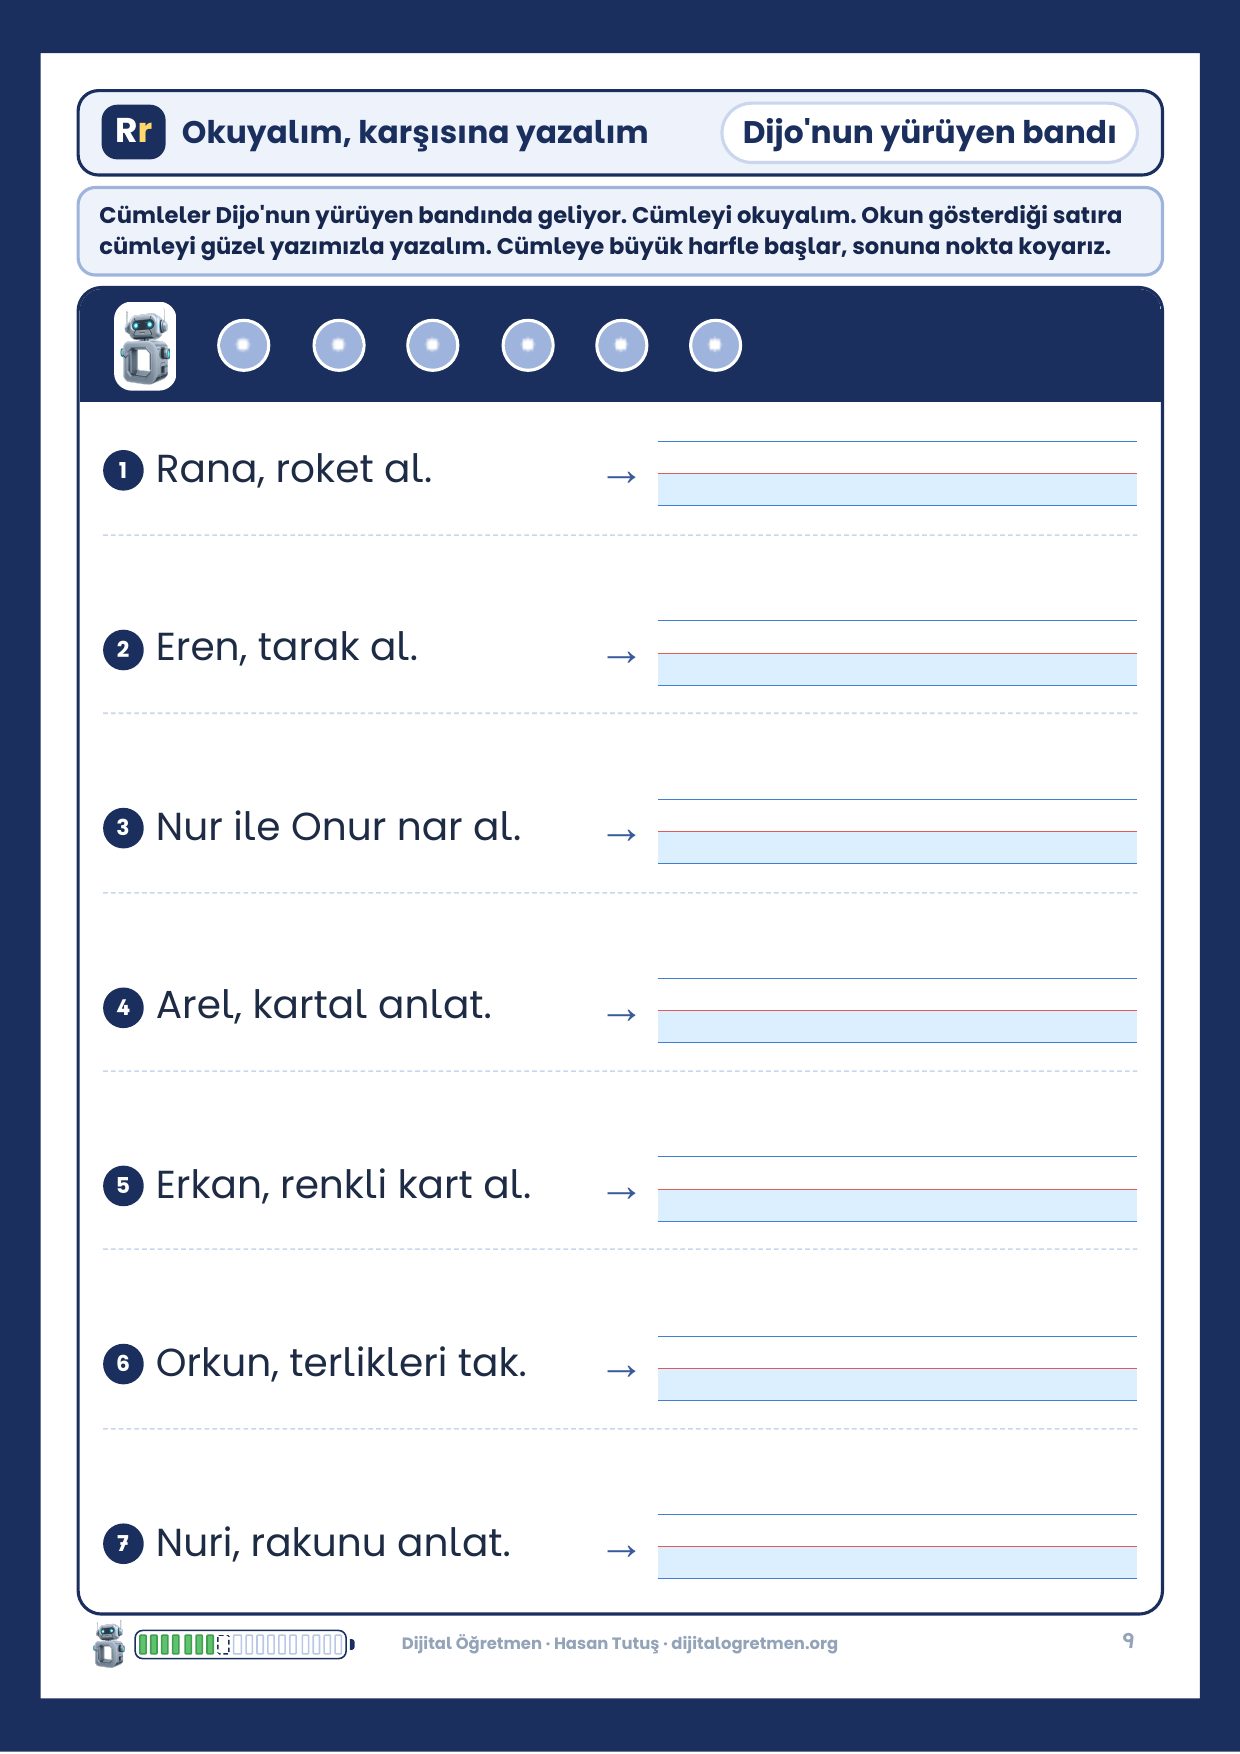 Rr Okuyalım, karşısına yazalım Dijo'nun yürüyen bandı
Cümleler Dijo'nun yürüyen bandında geliyor. Cümleyi okuyalım. Okun gösterdiği satıra
cümleyi güzel yazımızla yazalım. Cümleye büyük harfle başlar, sonuna nokta koyarız.
1 Rana, roket al. →
2 Eren, tarak al. →
3 Nur ile Onur nar al. →
4 Arel, kartal anlat. →
5 Erkan, renkli kart al. →
6 Orkun, terlikleri tak. →
7 Nuri, rakunu anlat. →
Dijital Öğretmen · Hasan Tutuş · dijitalogretmen.org 9